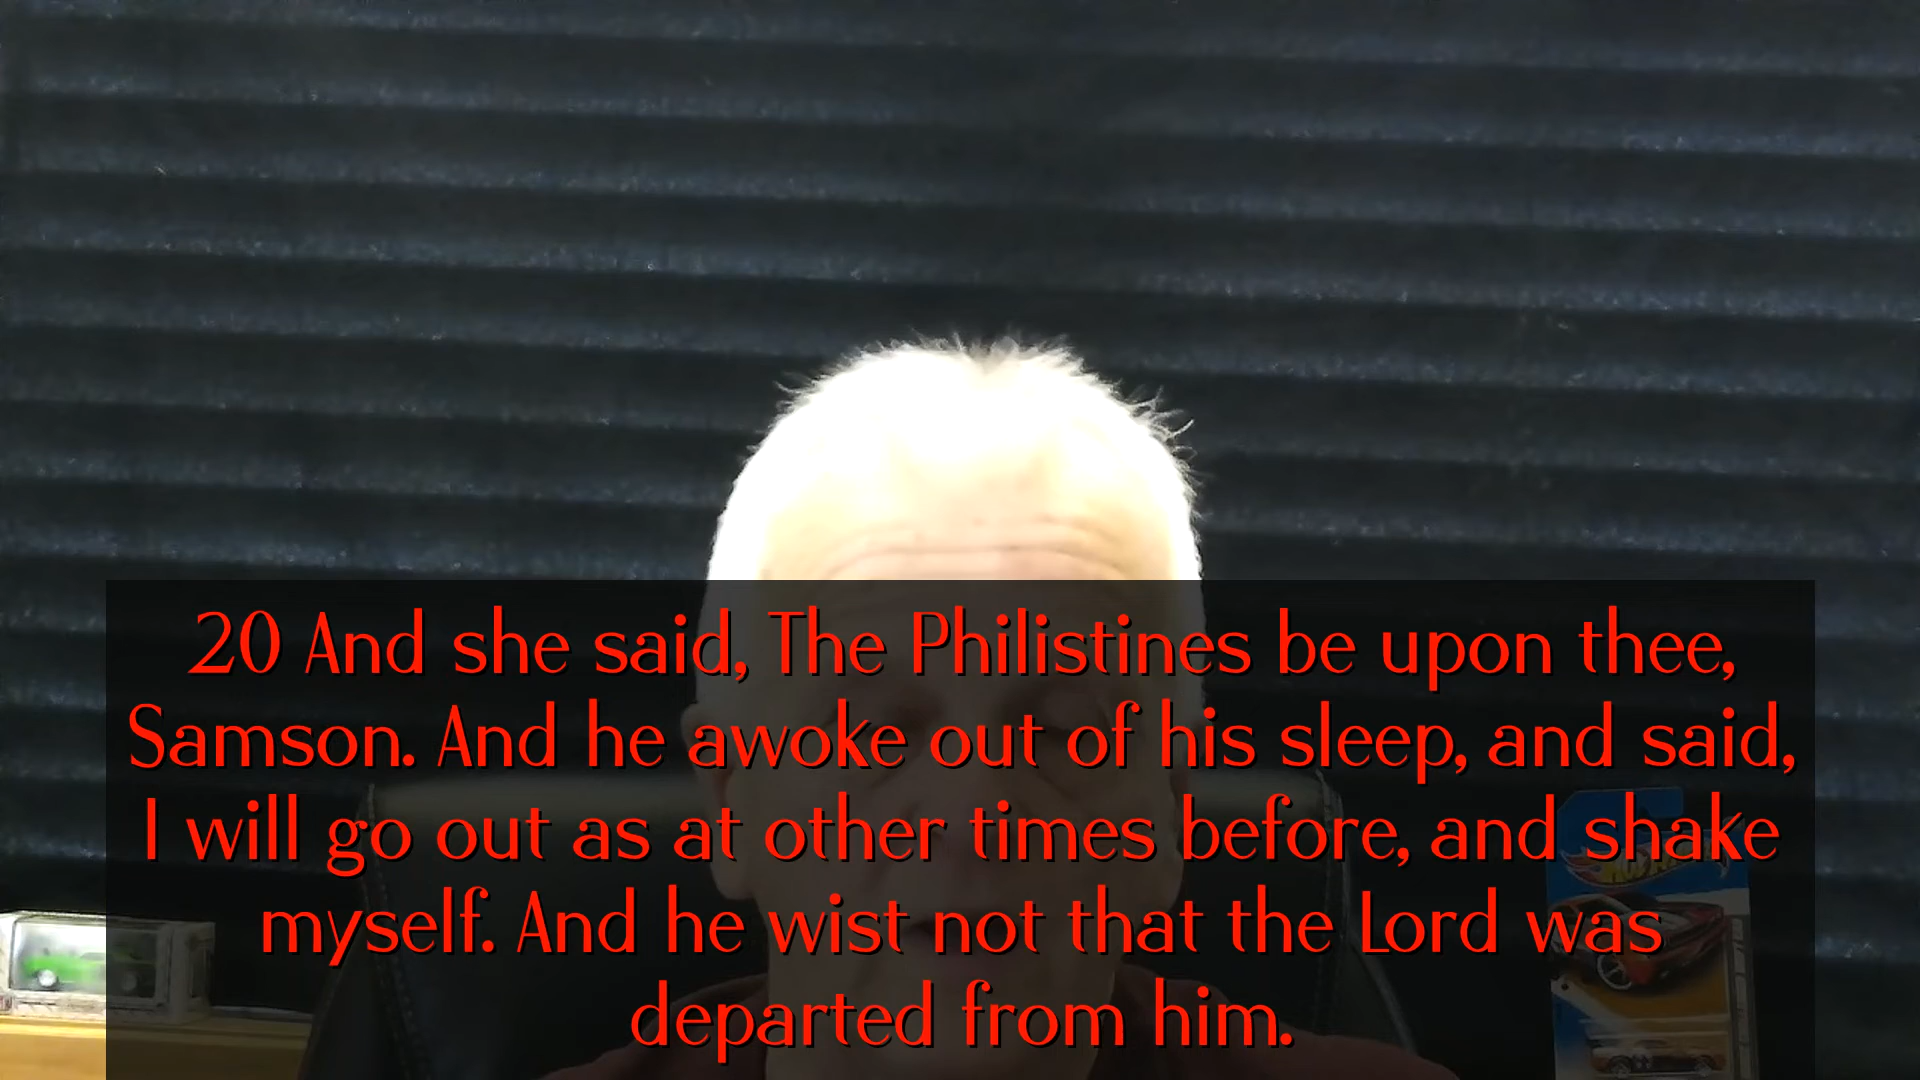 20 And she said, The Philistines be upon thee,
Samson. And he awoke out of his sleep, and said,
I will go out as at other times before, and shake
myself. And he wist not that the Lord was
departed from him.
Hot Wheels